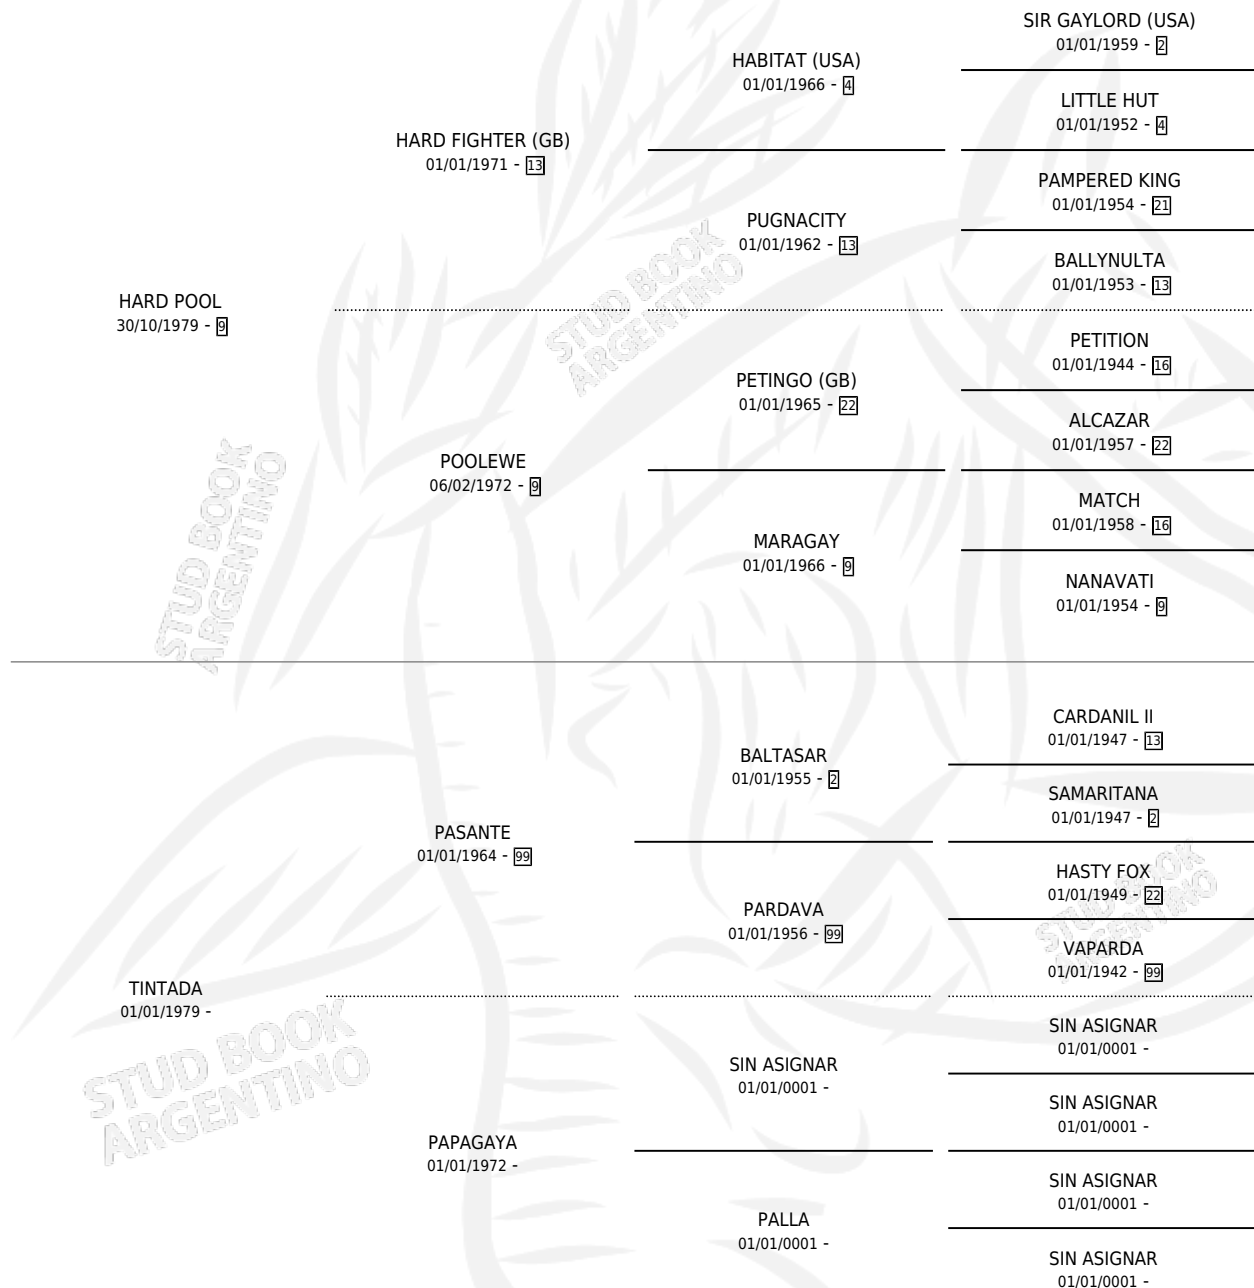 SIR GAYLORD (USA)
01/01/1959 - 2
HABITAT (USA)
01/01/1966 - 4
LITTLE HUT
01/01/1952 - 4
HARD FIGHTER (GB)
01/01/1971 - 13
PAMPERED KING
01/01/1954 - 21
PUGNACITY
01/01/1962 - 13
BALLYNULTA
01/01/1953 - 13
HARD POOL
30/10/1979 - 9
PETITION
01/01/1944 - 16
PETINGO (GB)
01/01/1965 - 22
ALCAZAR
01/01/1957 - 22
POOLEWE
06/02/1972 - 9
MATCH
01/01/1958 - 16
MARAGAY
01/01/1966 - 9
NANAVATI
01/01/1954 - 9
CARDANIL II
01/01/1947 - 13
BALTASAR
01/01/1955 - 2
SAMARITANA
01/01/1947 - 2
PASANTE
01/01/1964 - 99
HASTY FOX
01/01/1949 - 22
PARDAVA
01/01/1956 - 99
VAPARDA
01/01/1942 - 99
TINTADA
01/01/1979 -
SIN ASIGNAR
01/01/0001 -
SIN ASIGNAR
01/01/0001 -
SIN ASIGNAR
01/01/0001 -
PAPAGAYA
01/01/1972 -
SIN ASIGNAR
01/01/0001 -
PALLA
01/01/0001 -
SIN ASIGNAR
01/01/0001 -
STUD BOOK
ARGENTINO
STUD BOOK
ARGENTINO
STUD BOOK
ARGENTINO
STUD BOOK
ARGENTINO